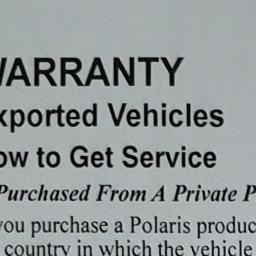 WARRANTY
xported Vehicles
ow to Get Service
Purchased From A Private P
you purchase a Polaris produc
country in which the vehicle